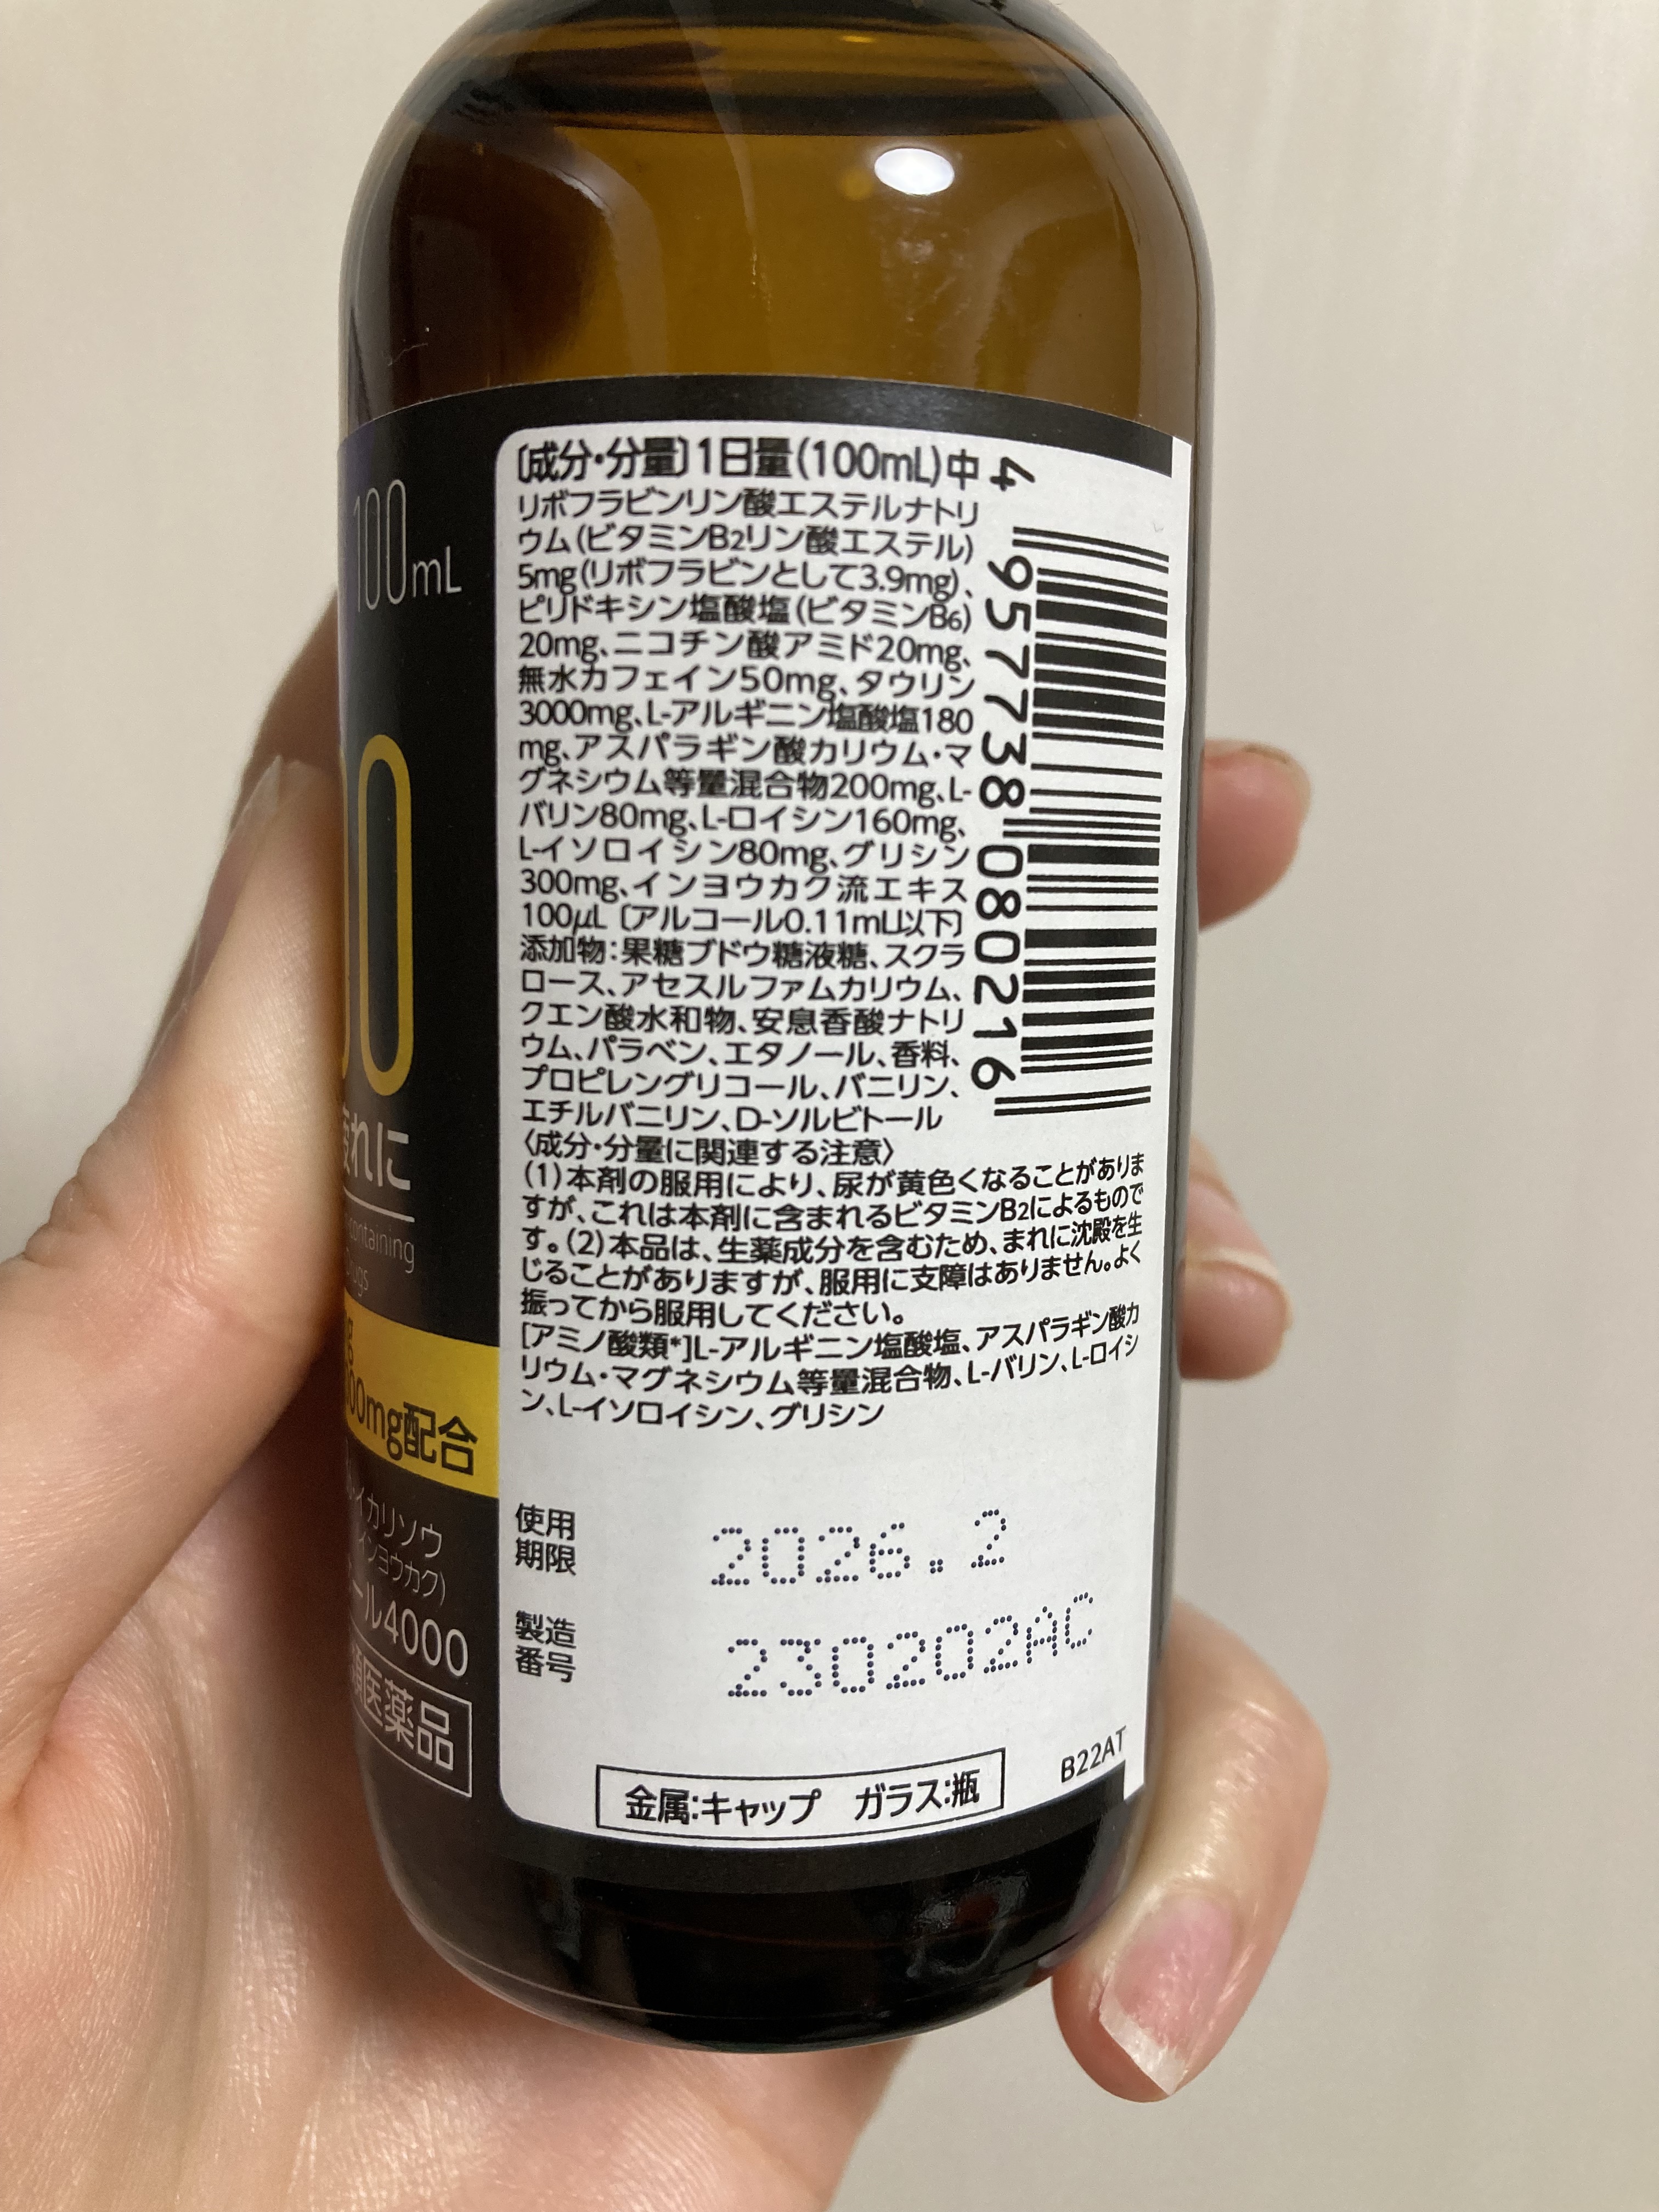 100mL
れに
containing
mg配合
イカリソウ
ンヨウカク)
ール4000
類医薬品
〔成分・分量〕1日量(100mL)中
リボフラビンリン酸エステルナトリ
ウム(ビタミンB2リン酸エステル)
5mg(リボフラビンとして3.9mg)、
ピリドキシン塩酸塩(ビタミンB6)
20mg、ニコチン酸アミド20mg、
無水カフェイン50mg、タウリン
3000mg、L-アルギニン塩酸塩180
mg、アスパラギン酸カリウム・マ
グネシウム等量混合物200mg、L-
バリン80mg、L-ロイシン160mg、
L-イソロイシン80mg、グリシン
300mg、インヨウカク流エキス
100μL〔アルコール0.11mL以下〕
添加物：果糖ブドウ糖液糖、スクラ
ロース、アセスルファムカリウム、
クエン酸水和物、安息香酸ナトリ
ウム、パラベン、エタノール、香料、
プロピレングリコール、バニリン、
エチルバニリン、D-ソルビトール
〈成分・分量に関連する注意〉
(1)本剤の服用により、尿が黄色くなることがありま
すが、これは本剤に含まれるビタミンB2によるもので
す。(2)本品は、生薬成分を含むため、まれに沈殿を生
じることがありますが、服用に支障はありません。よく
振ってから服用してください。
[アミノ酸類*]L-アルギニン塩酸塩、アスパラギン酸カ
リウム・マグネシウム等量混合物、L-バリン、L-ロイシ
ン、L-イソロイシン、グリシン
4 957738 080216
使用
期限
2026.2
製造
番号
230202AC
B22AT
金属:キャップ ガラス:瓶